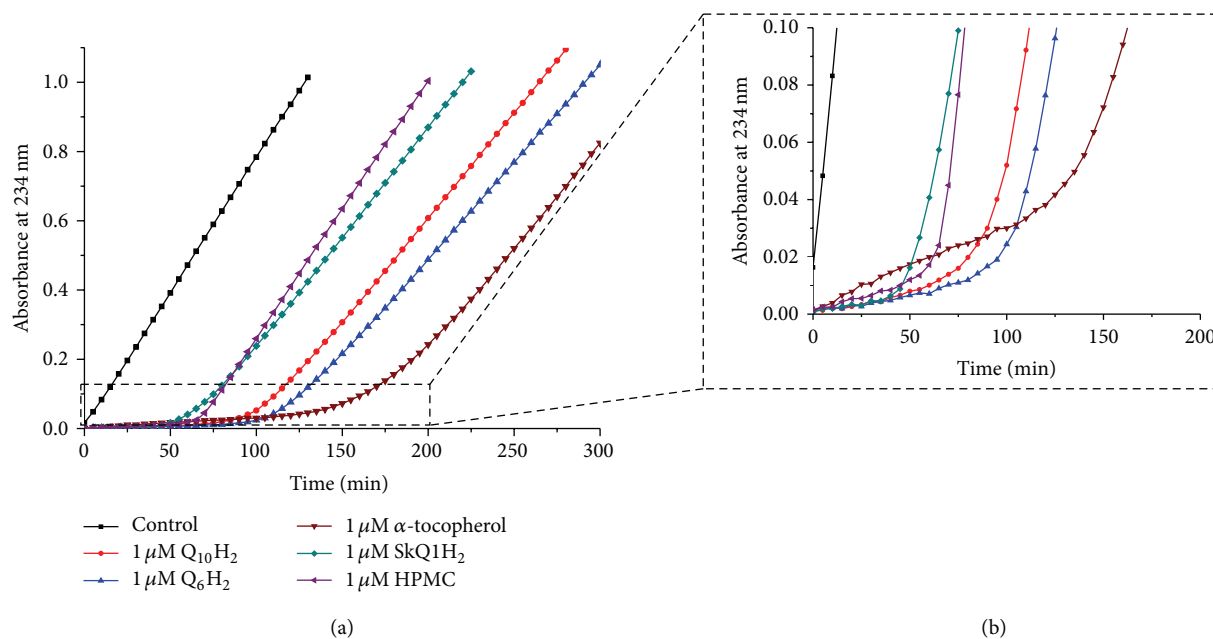 Absorbance at 234 nm
1.0
0.8
0.6
0.4
0.2
0.0
0 50 100 150 200 250 300
Time (min)
Control
1 μM Q₁₀H₂
1 μM Q₆H₂
1 μM α-tocopherol
1 μM SkQ1H₂
1 μM HPMC
(a)
Absorbance at 234 nm
0.10
0.08
0.06
0.04
0.02
0.00
0 50 100 150 200
Time (min)
(b)